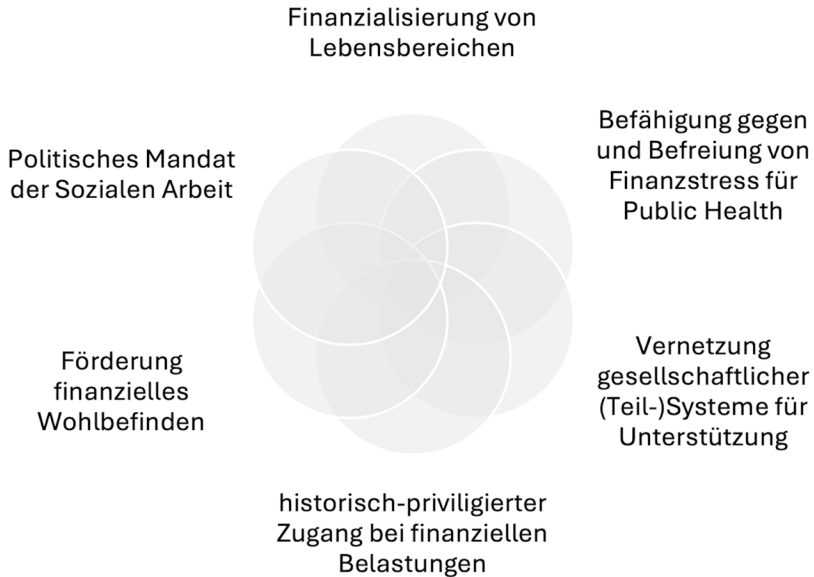 Finanzialisierung von
Lebensbereichen
Befähigung gegen
und Befreiung von
Finanzstress für
Public Health
Vernetzung
gesellschaftlicher
(Teil-)Systeme für
Unterstützung
historisch-priviligierter
Zugang bei finanziellen
Belastungen
Förderung
finanzielles
Wohlbefinden
Politisches Mandat
der Sozialen Arbeit